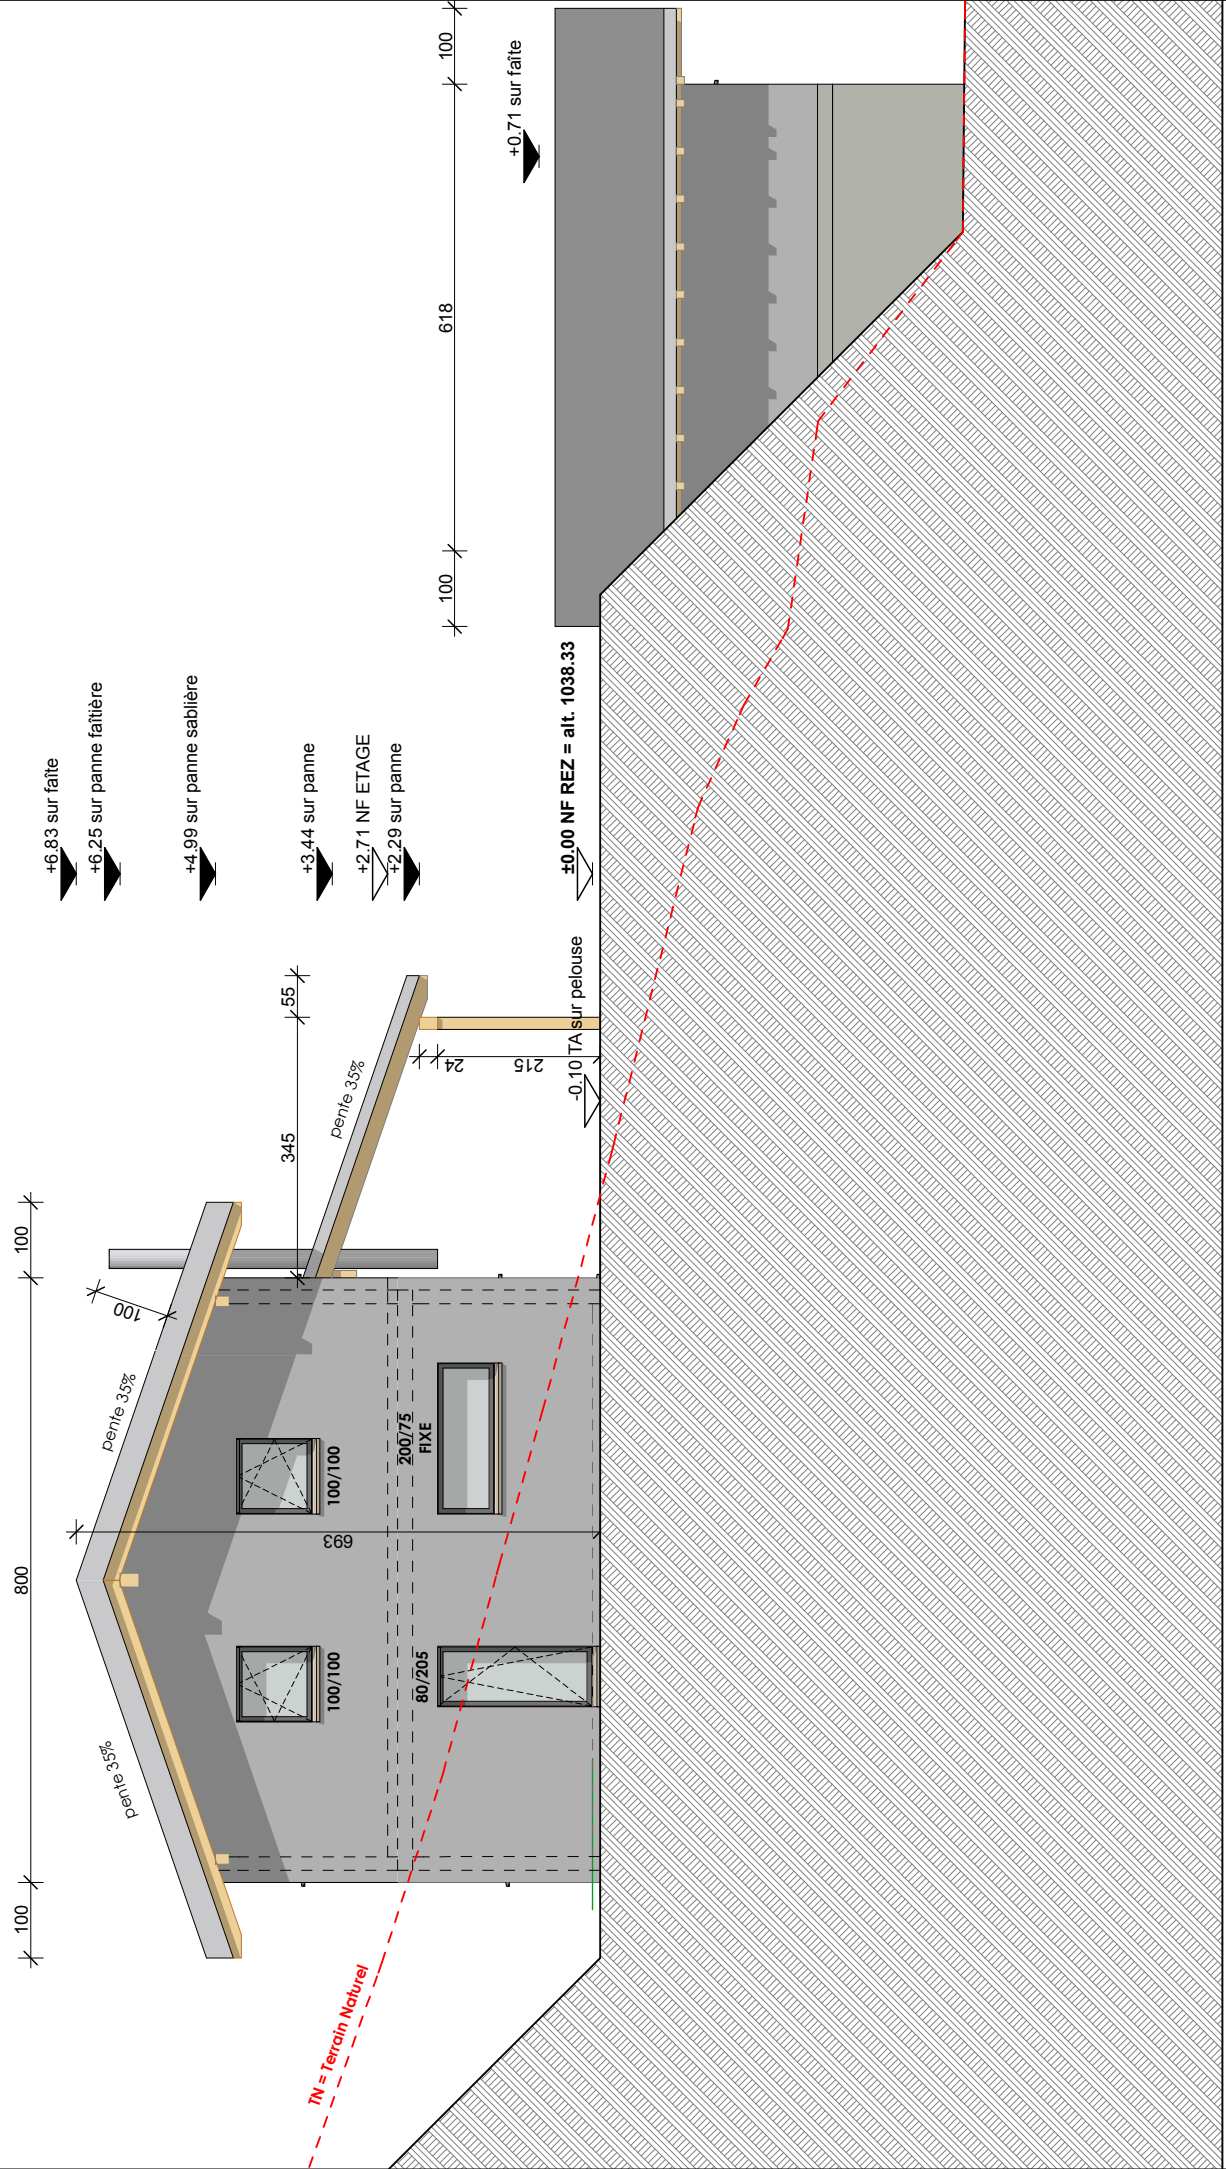 100
800
100
pente 35%
pente 35%
100
693
100/100
100/100
80/205
200/75
FIXE
TN = Terrain Naturel
345
55
pente 35%
24
215
-0.10 TA sur pelouse
+6.83 sur faîte
+6.25 sur panne faîtière
+4.99 sur panne sablière
+3.44 sur panne
+2.71 NF ETAGE
+2.29 sur panne
±0.00 NF REZ = alt. 1038.33
100
618
100
+0.71 sur faîte